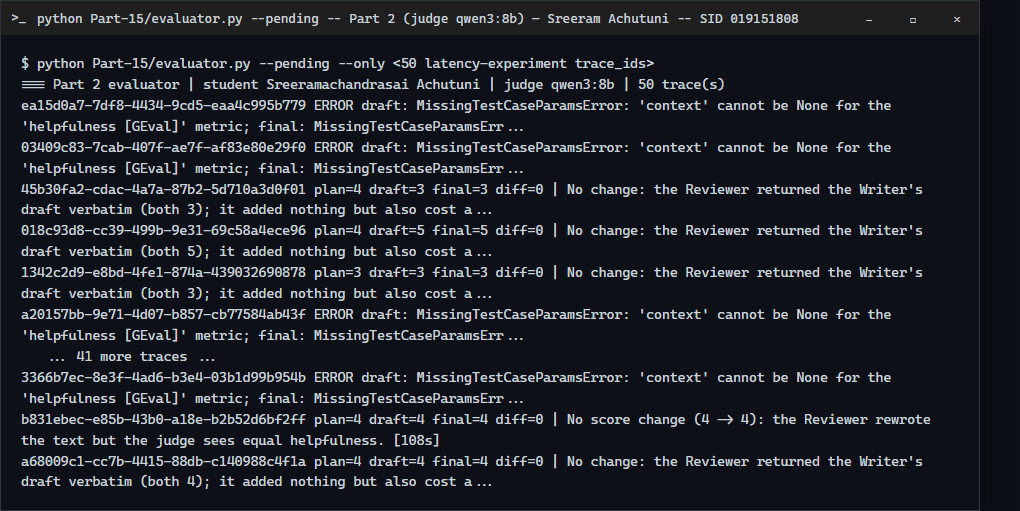 >_ python Part-15/evaluator.py --pending -- Part 2 (judge qwen3:8b) — Sreeram Achutuni -- SID 019151808
$ python Part-15/evaluator.py --pending --only <50 latency-experiment trace_ids>
=== Part 2 evaluator | student Sreeramachandrasai Achutuni | judge qwen3:8b | 50 trace(s)
ea15d0a7-7df8-4434-9cd5-eaa4c995b779 ERROR draft: MissingTestCaseParamsError: 'context' cannot be None for the
'helpfulness [GEval]' metric; final: MissingTestCaseParamsErr...
03409c83-7cab-407f-ae7f-af83e80e29f0 ERROR draft: MissingTestCaseParamsError: 'context' cannot be None for the
'helpfulness [GEval]' metric; final: MissingTestCaseParamsErr...
45b30fa2-cdac-4a7a-87b2-5d710a3d0f01 plan=4 draft=3 final=3 diff=0 | No change: the Reviewer returned the Writer's
draft verbatim (both 3); it added nothing but also cost a...
018c93d8-cc39-499b-9e31-69c58a4ece96 plan=4 draft=5 final=5 diff=0 | No change: the Reviewer returned the Writer's
draft verbatim (both 5); it added nothing but also cost a...
1342c2d9-e8bd-4fe1-874a-439032690878 plan=3 draft=3 final=3 diff=0 | No change: the Reviewer returned the Writer's
draft verbatim (both 3); it added nothing but also cost a...
a20157bb-9e71-4d07-b857-cb77584ab43f ERROR draft: MissingTestCaseParamsError: 'context' cannot be None for the
'helpfulness [GEval]' metric; final: MissingTestCaseParamsErr...
... 41 more traces ...
3366b7ec-8e3f-4ad6-b3e4-03b1d99b954b ERROR draft: MissingTestCaseParamsError: 'context' cannot be None for the
'helpfulness [GEval]' metric; final: MissingTestCaseParamsErr...
b831ebec-e85b-43b0-a18e-b2b52d6bf2ff plan=4 draft=4 final=4 diff=0 | No score change (4 -> 4): the Reviewer rewrote
the text but the judge sees equal helpfulness. [108s]
a68009c1-cc7b-4415-88db-c140988c4f1a plan=4 draft=4 final=4 diff=0 | No change: the Reviewer returned the Writer's
draft verbatim (both 4); it added nothing but also cost a...